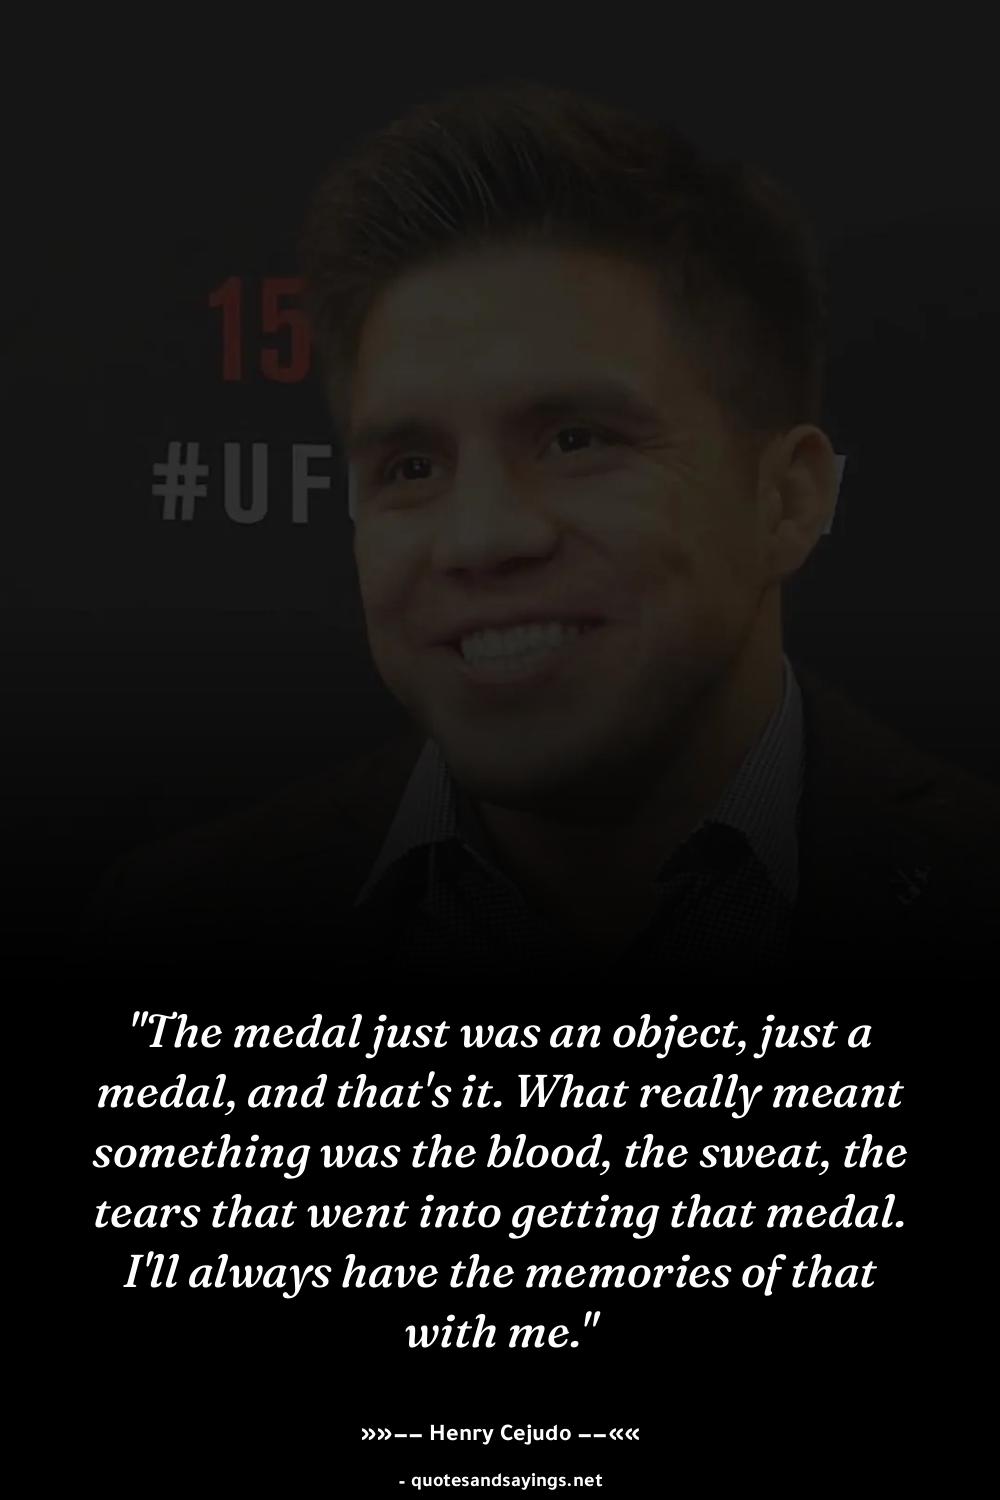 15
#UF
"The medal just was an object, just a
medal, and that's it. What really meant
something was the blood, the sweat, the
tears that went into getting that medal.
I'll always have the memories of that
with me."
»»−− Henry Cejudo −−««
- quotesandsayings.net